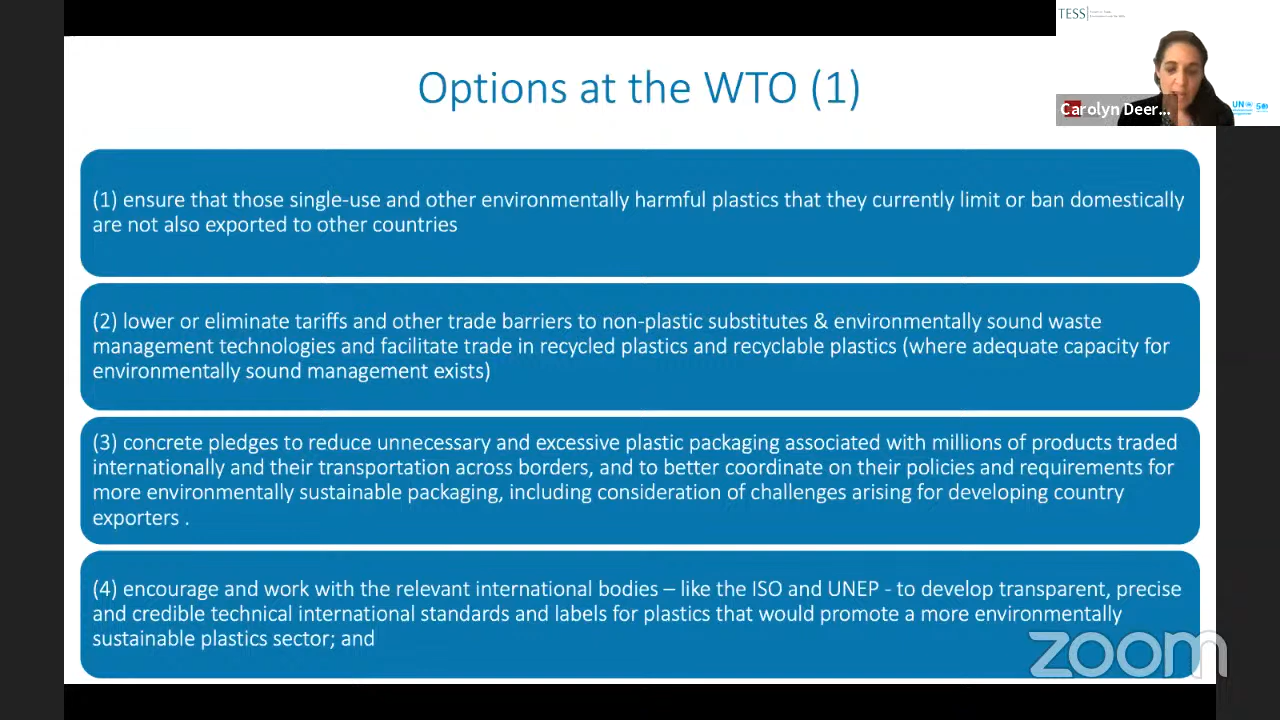 TESS
Options at the WTO (1)
Carolyn Deer...
UN
50
(1) ensure that those single-use and other environmentally harmful plastics that they currently limit or ban domestically
are not also exported to other countries
(2) lower or eliminate tariffs and other trade barriers to non-plastic substitutes & environmentally sound waste
management technologies and facilitate trade in recycled plastics and recyclable plastics (where adequate capacity for
environmentally sound management exists)
(3) concrete pledges to reduce unnecessary and excessive plastic packaging associated with millions of products traded
internationally and their transportation across borders, and to better coordinate on their policies and requirements for
more environmentally sustainable packaging, including consideration of challenges arising for developing country
exporters .
(4) encourage and work with the relevant international bodies – like the ISO and UNEP - to develop transparent, precise
and credible technical international standards and labels for plastics that would promote a more environmentally
sustainable plastics sector; and
zoom